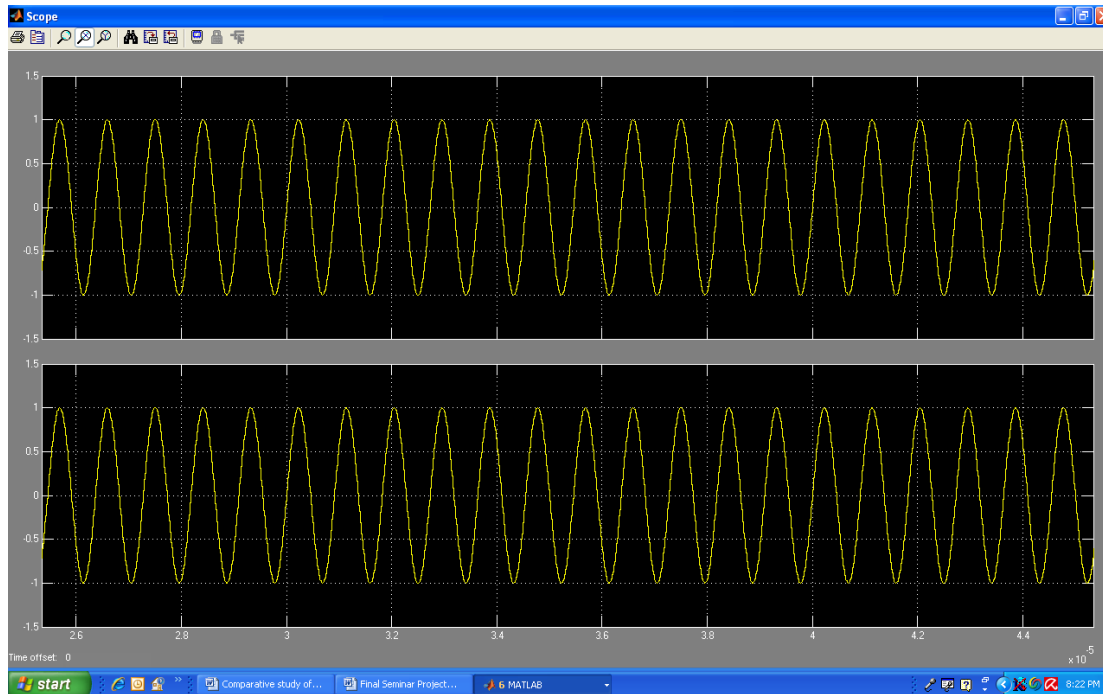 Scope
1.5
1
0.5
0
-0.5
-1
-1.5
1.5
1
0.5
0
-0.5
-1
-1.5
2.6 2.8 3 3.2 3.4 3.6 3.8 4 4.2 4.4
Time offset: 0
x 10-5
start Comparative study of... Final Seminar Project... 6 MATLAB 8:22 PM